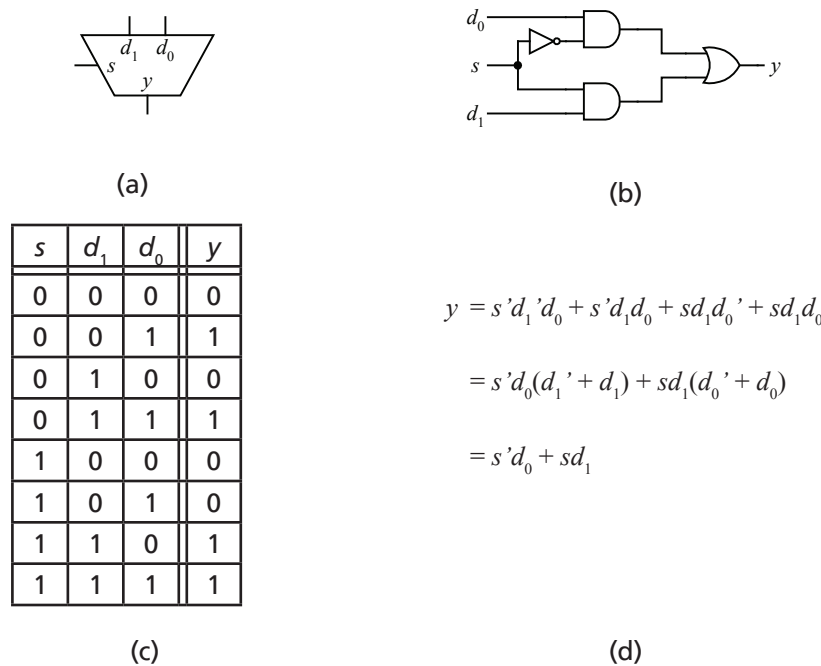 d₁ d₀
s
y
(a)
d₀
s
y
d₁
(b)
s d₁ d₀ y
0 0 0 0
0 0 1 1
0 1 0 0
0 1 1 1
1 0 0 0
1 0 1 0
1 1 0 1
1 1 1 1
(c)
y = s’d₁’d₀ + s’d₁d₀ + sd₁d₀’ + sd₁d₀
= s’d₀(d₁’ + d₁) + sd₁(d₀’ + d₀)
= s’d₀ + sd₁
(d)